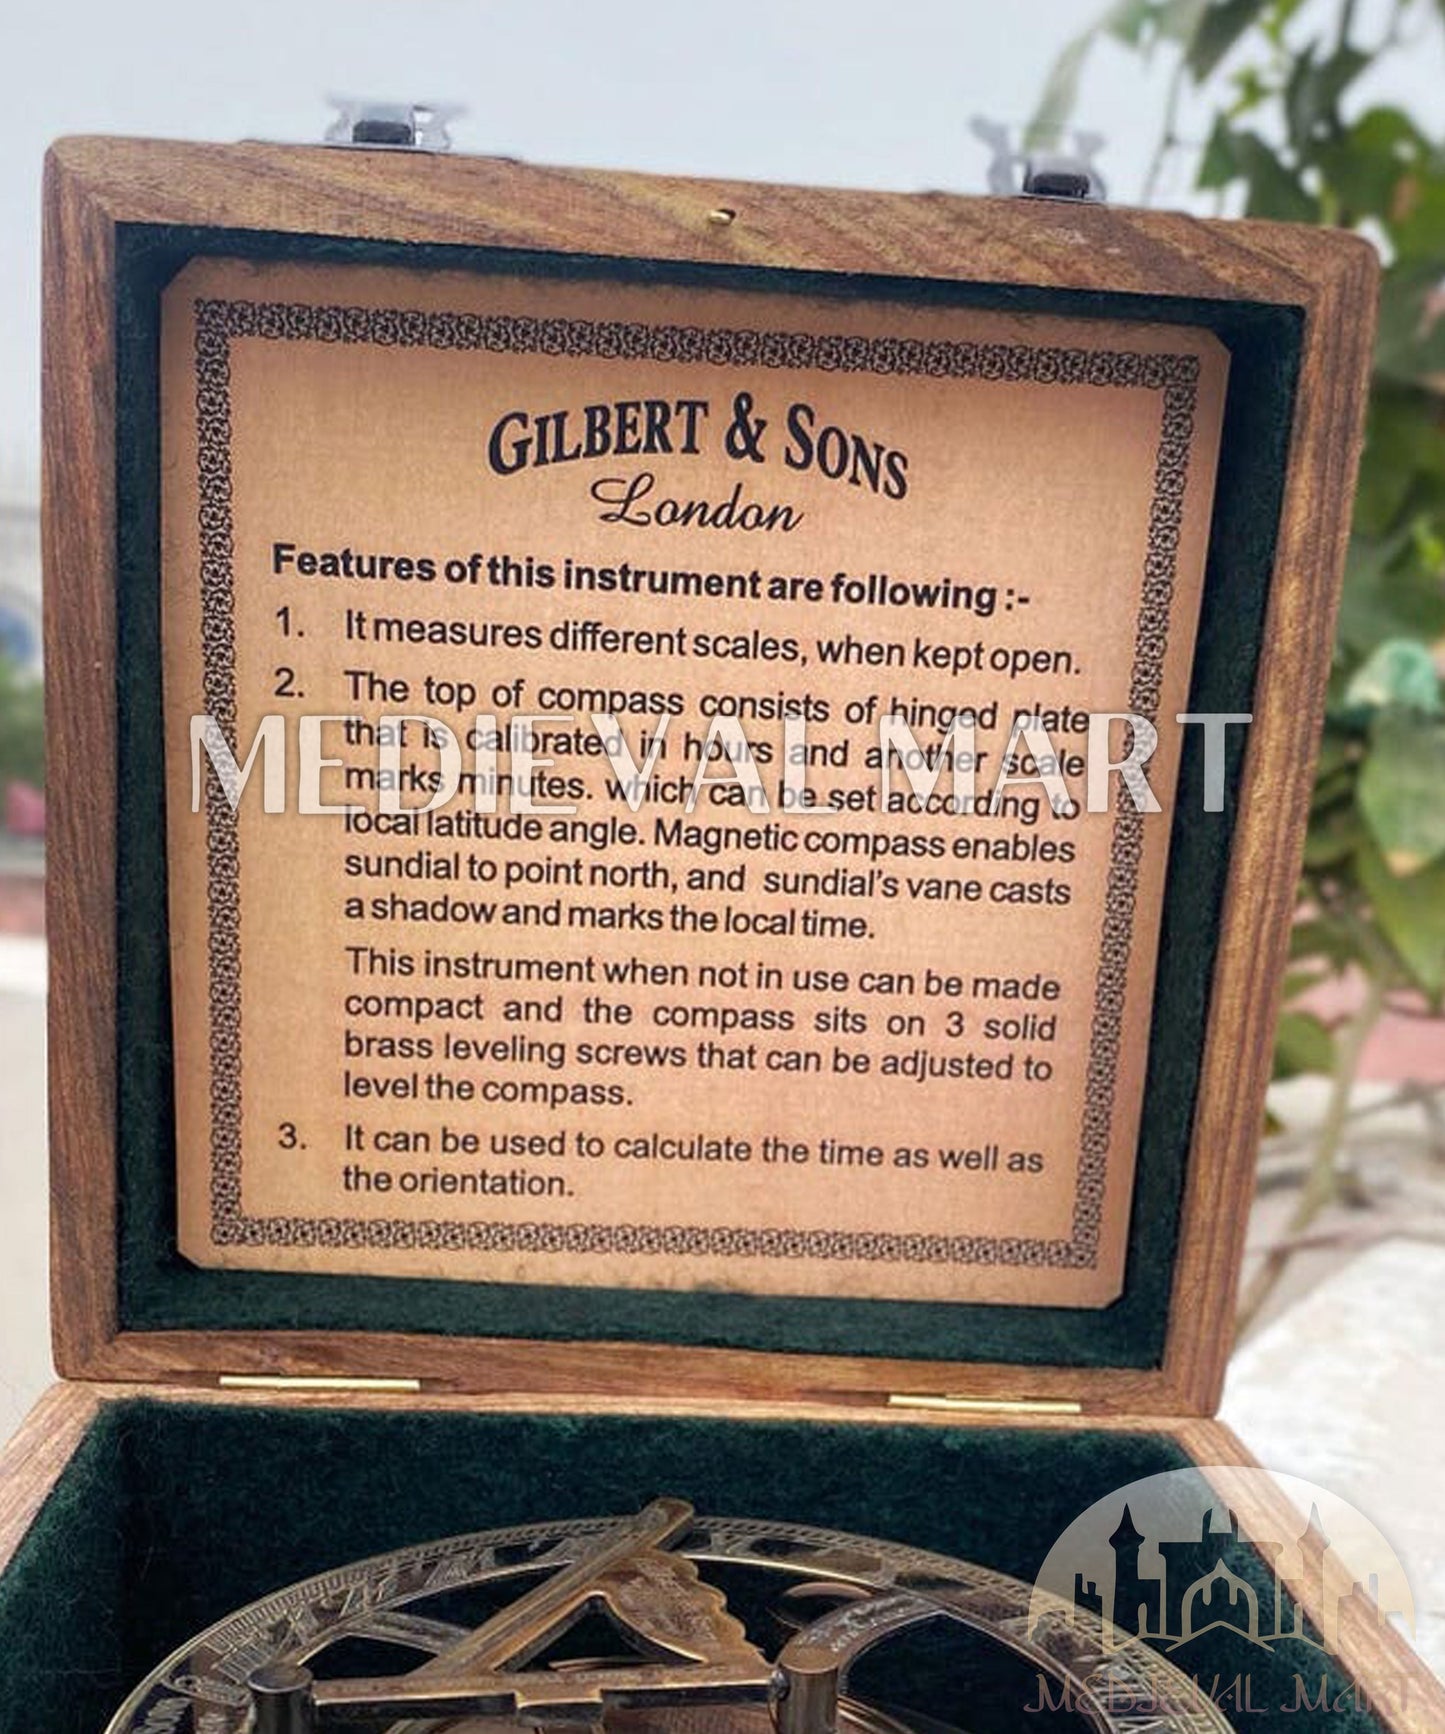 GILBERT & SONS
London
Features of this instrument are following :-
1. It measures different scales, when kept open.
2. The top of compass consists of hinged plate
that is calibrated in hours and another scale
MEDIEVAL MART
marks minutes. which can be set according to
local latitude angle. Magnetic compass enables
sundial to point north, and sundial's vane casts
a shadow and marks the local time.
This instrument when not in use can be made
compact and the compass sits on 3 solid
brass leveling screws that can be adjusted to
level the compass.
3. It can be used to calculate the time as well as
the orientation.
MEDIEVAL MART